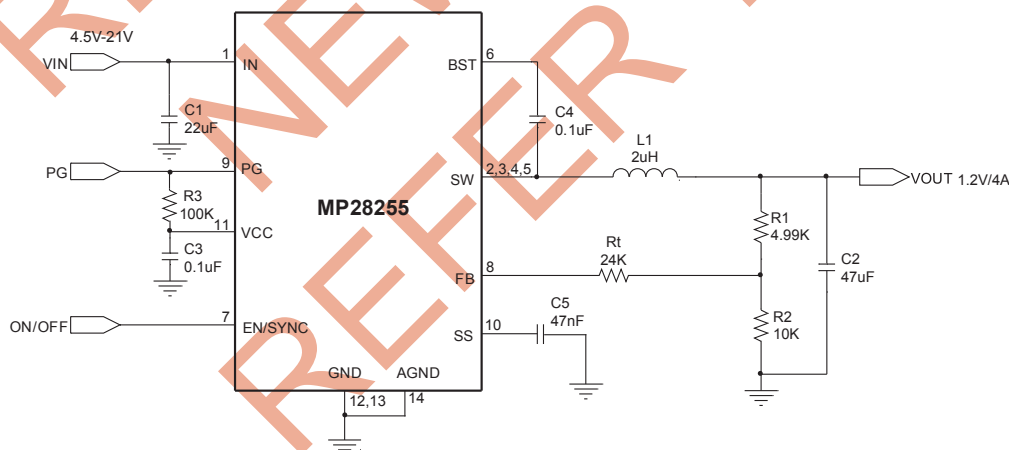 4.5V-21V
VIN
1
IN
C1
22uF
PG
9
PG
R3
100K
11
VCC
C3
0.1uF
ON/OFF
7
EN/SYNC
MP28255
GND
12,13
AGND
14
6
BST
C4
0.1uF
2,3,4,5
SW
L1
2uH
VOUT 1.2V/4A
R1
4.99K
C2
47uF
Rt
24K
8
FB
R2
10K
C5
47nF
10
SS
REFER